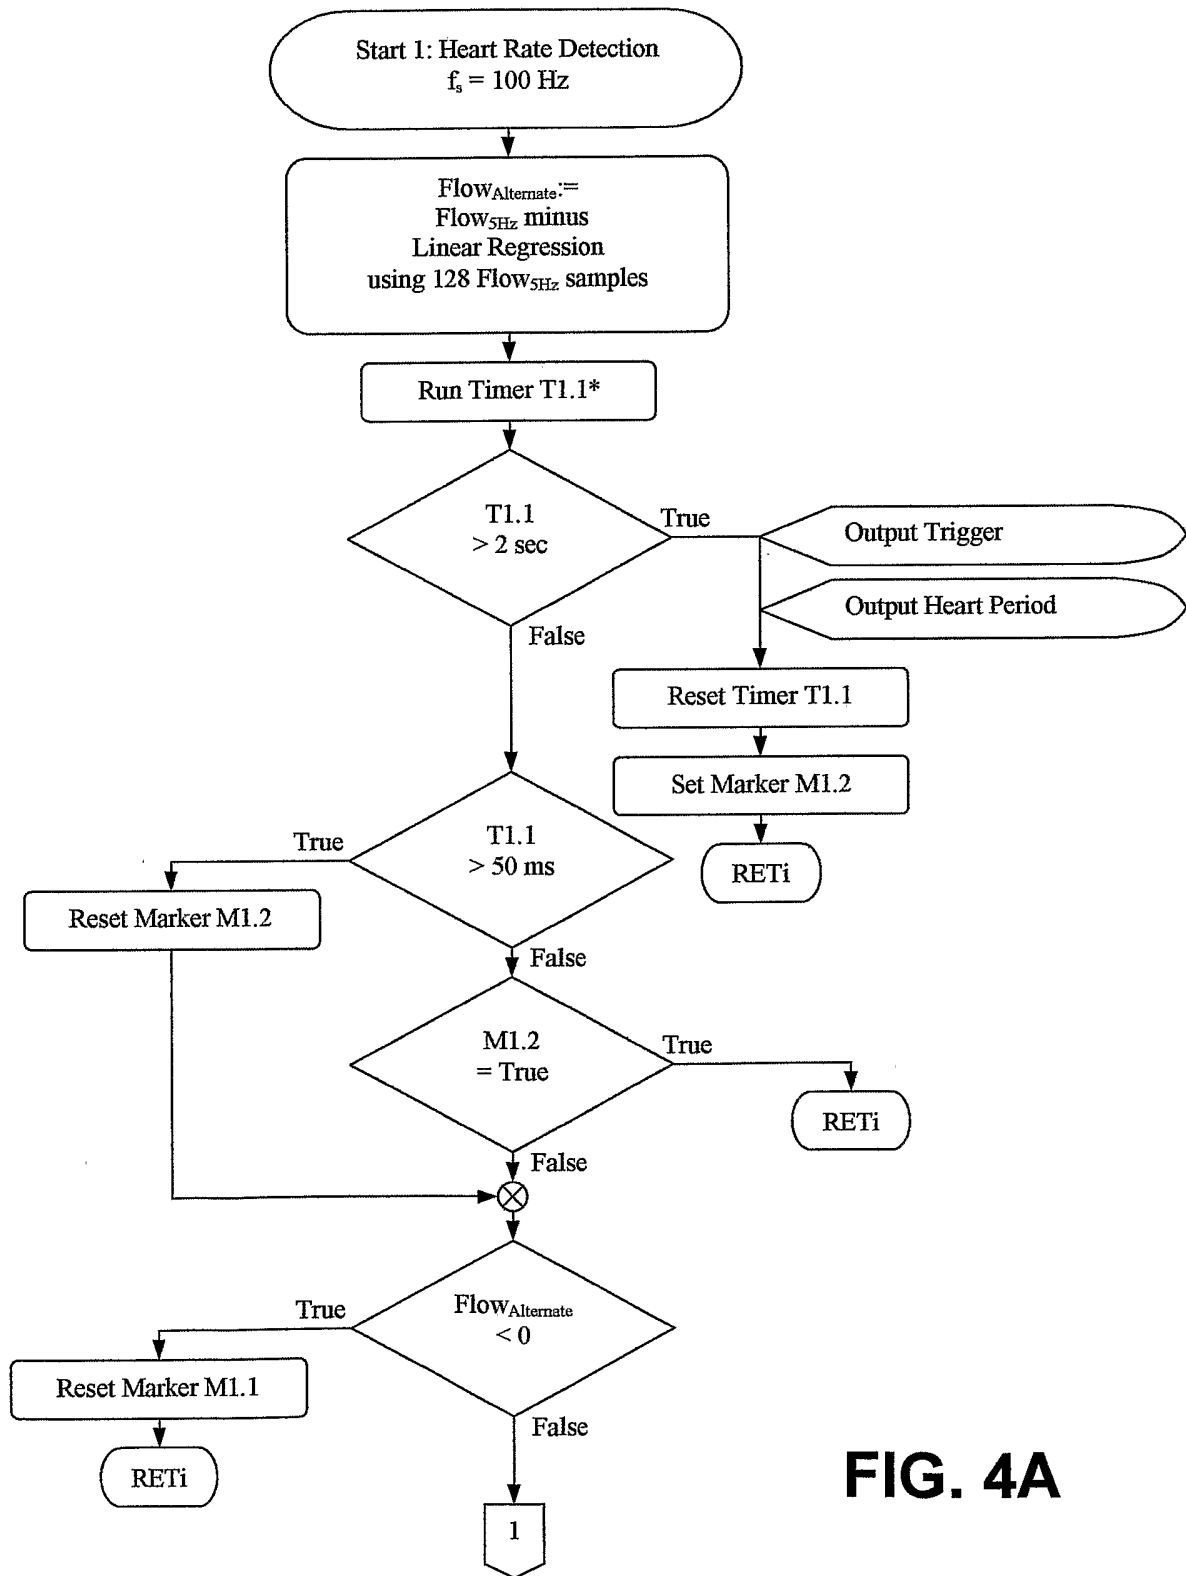 Start 1: Heart Rate Detection
fs = 100 Hz
FlowAlternate:=
Flow5Hz minus
Linear Regression
using 128 Flow5Hz samples
Run Timer T1.1*
T1.1
> 2 sec
True
Output Trigger
Output Heart Period
False
Reset Timer T1.1
Set Marker M1.2
RETi
T1.1
> 50 ms
True
Reset Marker M1.2
False
M1.2
= True
True
RETi
False
FlowAlternate
< 0
True
Reset Marker M1.1
RETi
False
1
FIG. 4A